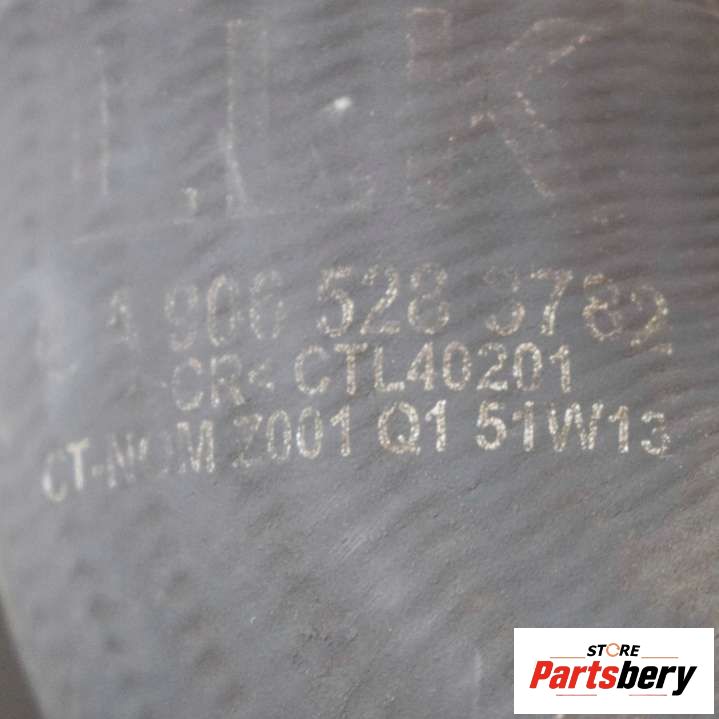 A 906 528 3782
>CR< CTL40201
CT-NOM Z001 Q1 51W13
STORE
Partsbery